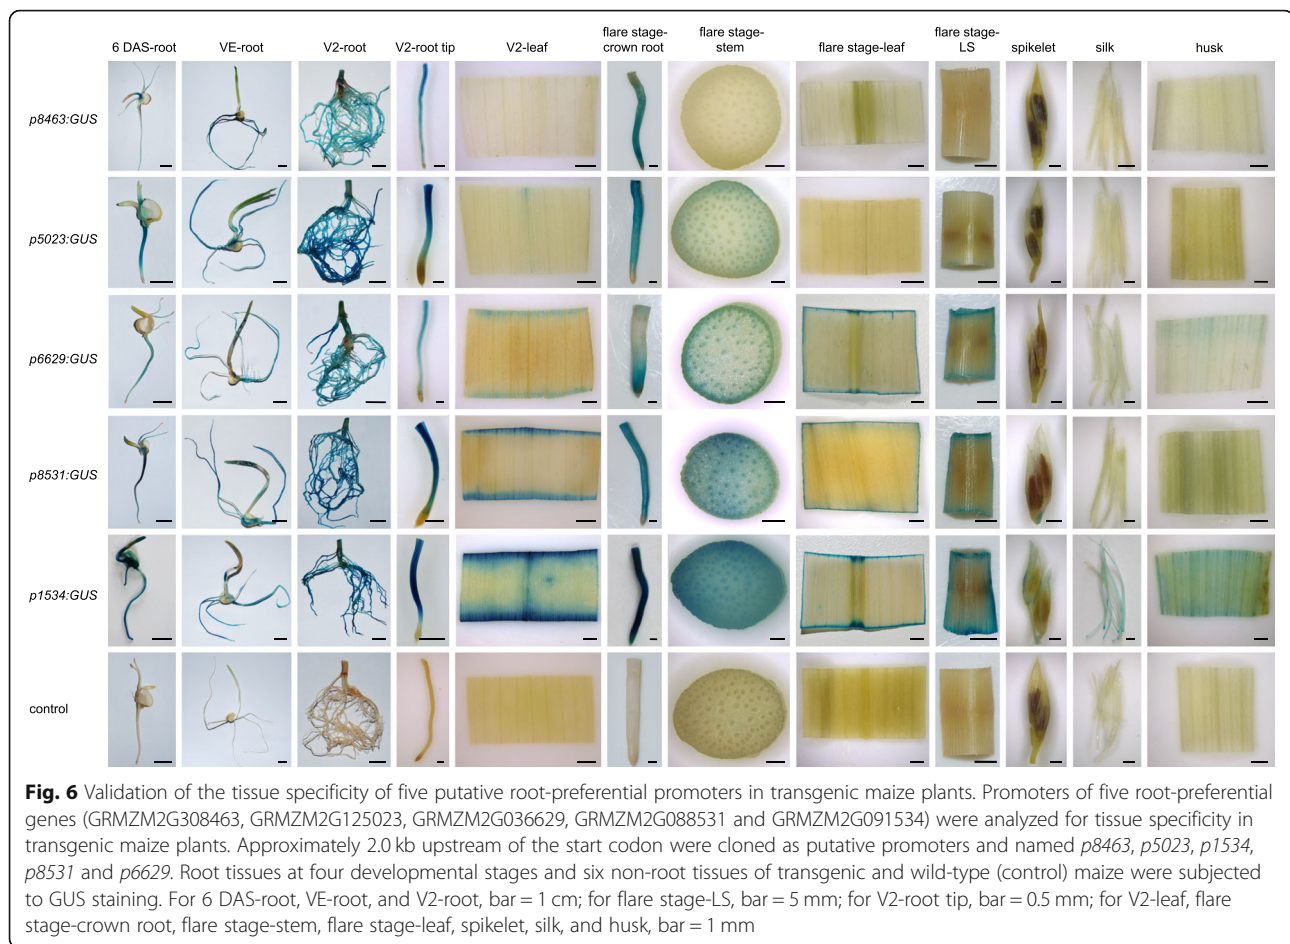 6 DAS-root VE-root V2-root V2-root tip V2-leaf flare stage-crown root flare stage-stem flare stage-leaf flare stage-LS spikelet silk husk
p8463:GUS
p5023:GUS
p6629:GUS
p8531:GUS
p1534:GUS
control
Fig. 6 Validation of the tissue specificity of five putative root-preferential promoters in transgenic maize plants. Promoters of five root-preferential
genes (GRMZM2G308463, GRMZM2G125023, GRMZM2G036629, GRMZM2G088531 and GRMZM2G091534) were analyzed for tissue specificity in
transgenic maize plants. Approximately 2.0 kb upstream of the start codon were cloned as putative promoters and named p8463, p5023, p1534,
p8531 and p6629. Root tissues at four developmental stages and six non-root tissues of transgenic and wild-type (control) maize were subjected
to GUS staining. For 6 DAS-root, VE-root, and V2-root, bar = 1 cm; for flare stage-LS, bar = 5 mm; for V2-root tip, bar = 0.5 mm; for V2-leaf, flare
stage-crown root, flare stage-stem, flare stage-leaf, spikelet, silk, and husk, bar = 1 mm